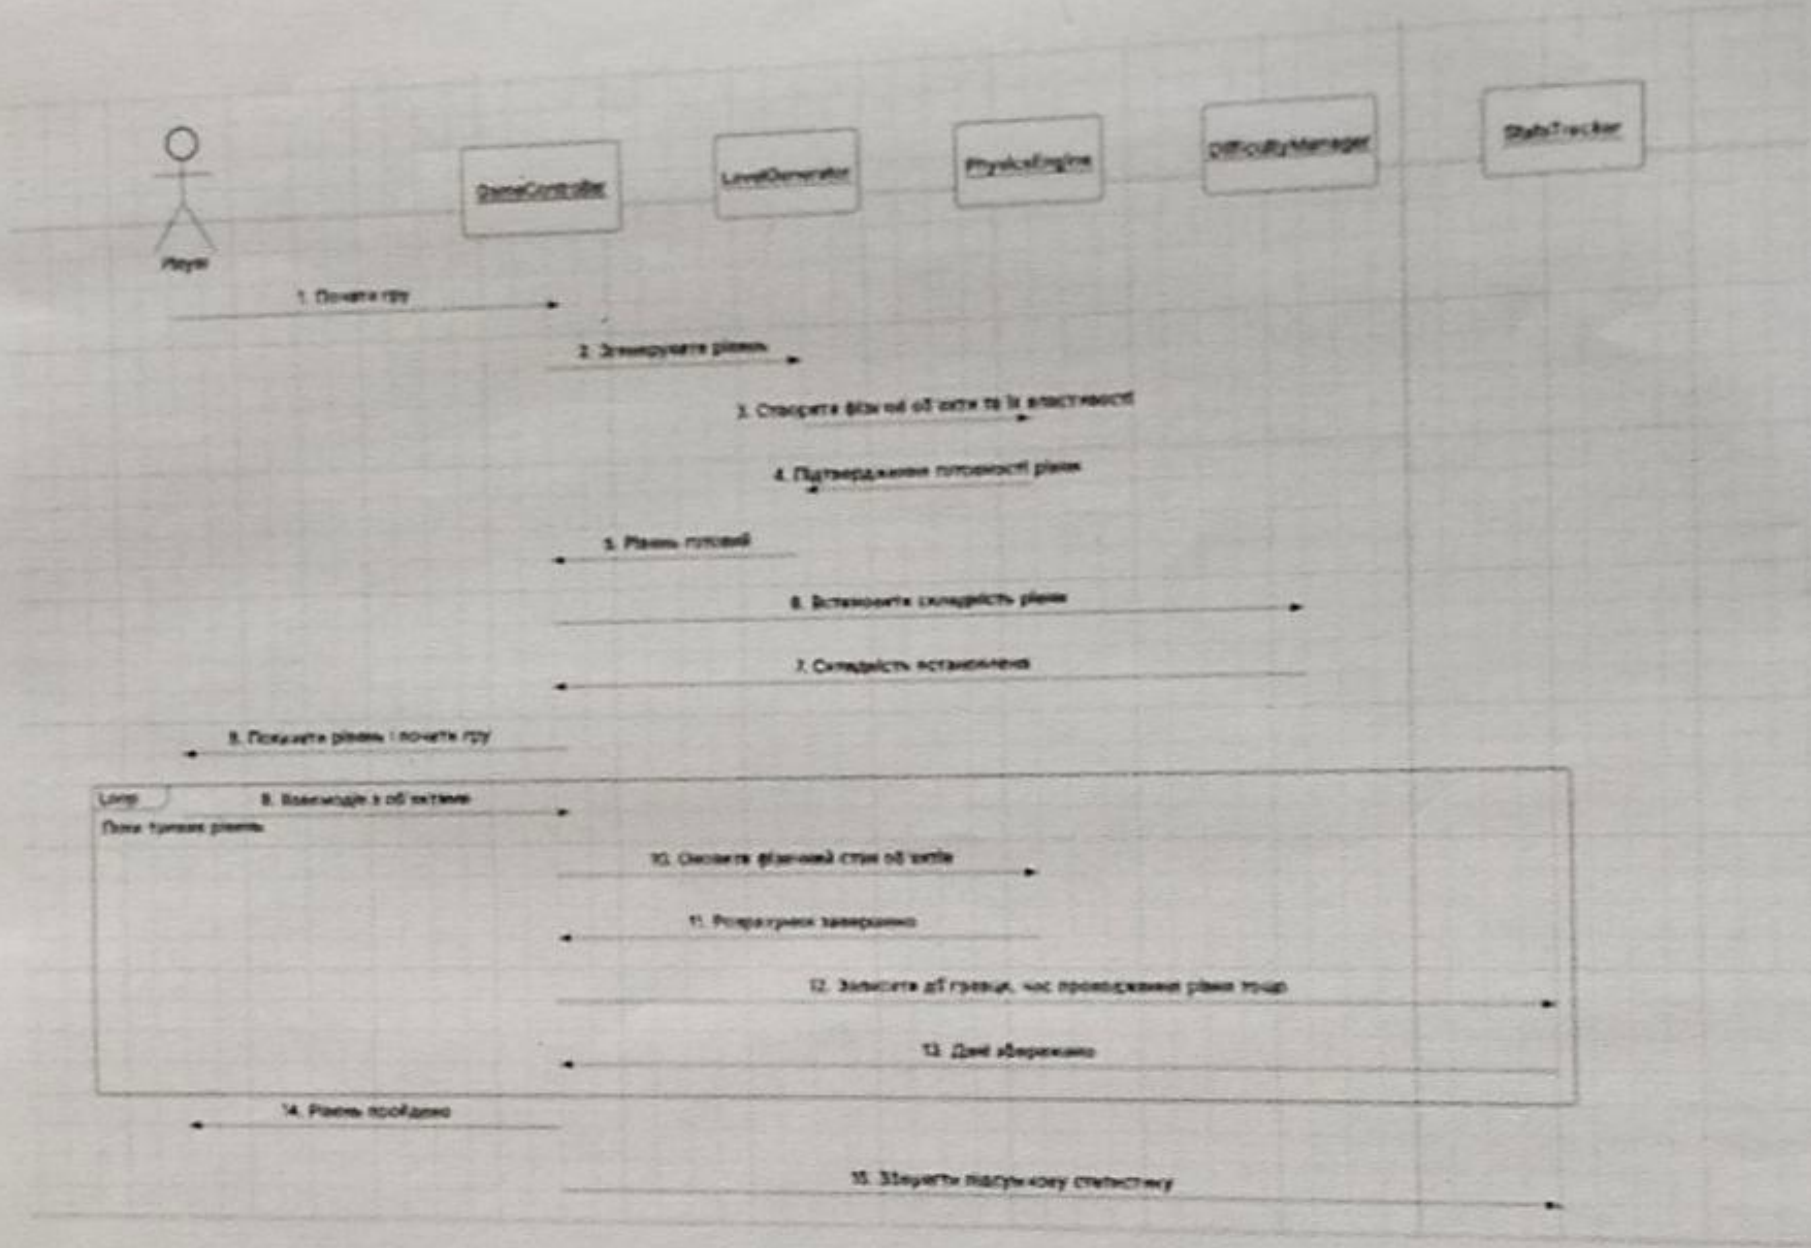 Player
GameController
LevelGenerator
PhysicsEngine
DifficultyManager
StatsTracker
1. Почати гру
2. Згенерувати рівень
3. Створити фізичні об'єкти та їх властивості
4. Підтвердження готовності рівня
5. Рівень готовий
6. Встановити складність рівня
7. Складність встановлена
8. Показати рівень і почати гру
Loop
9. Взаємодія з об'єктами
Поки триває рівень
10. Оновити фізичний стан об'єктів
11. Розрахунки завершено
12. Записати дії гравця, час проходження рівня тощо
13. Дані збережено
14. Рівень пройдено
15. Зберегти підсумкову статистику